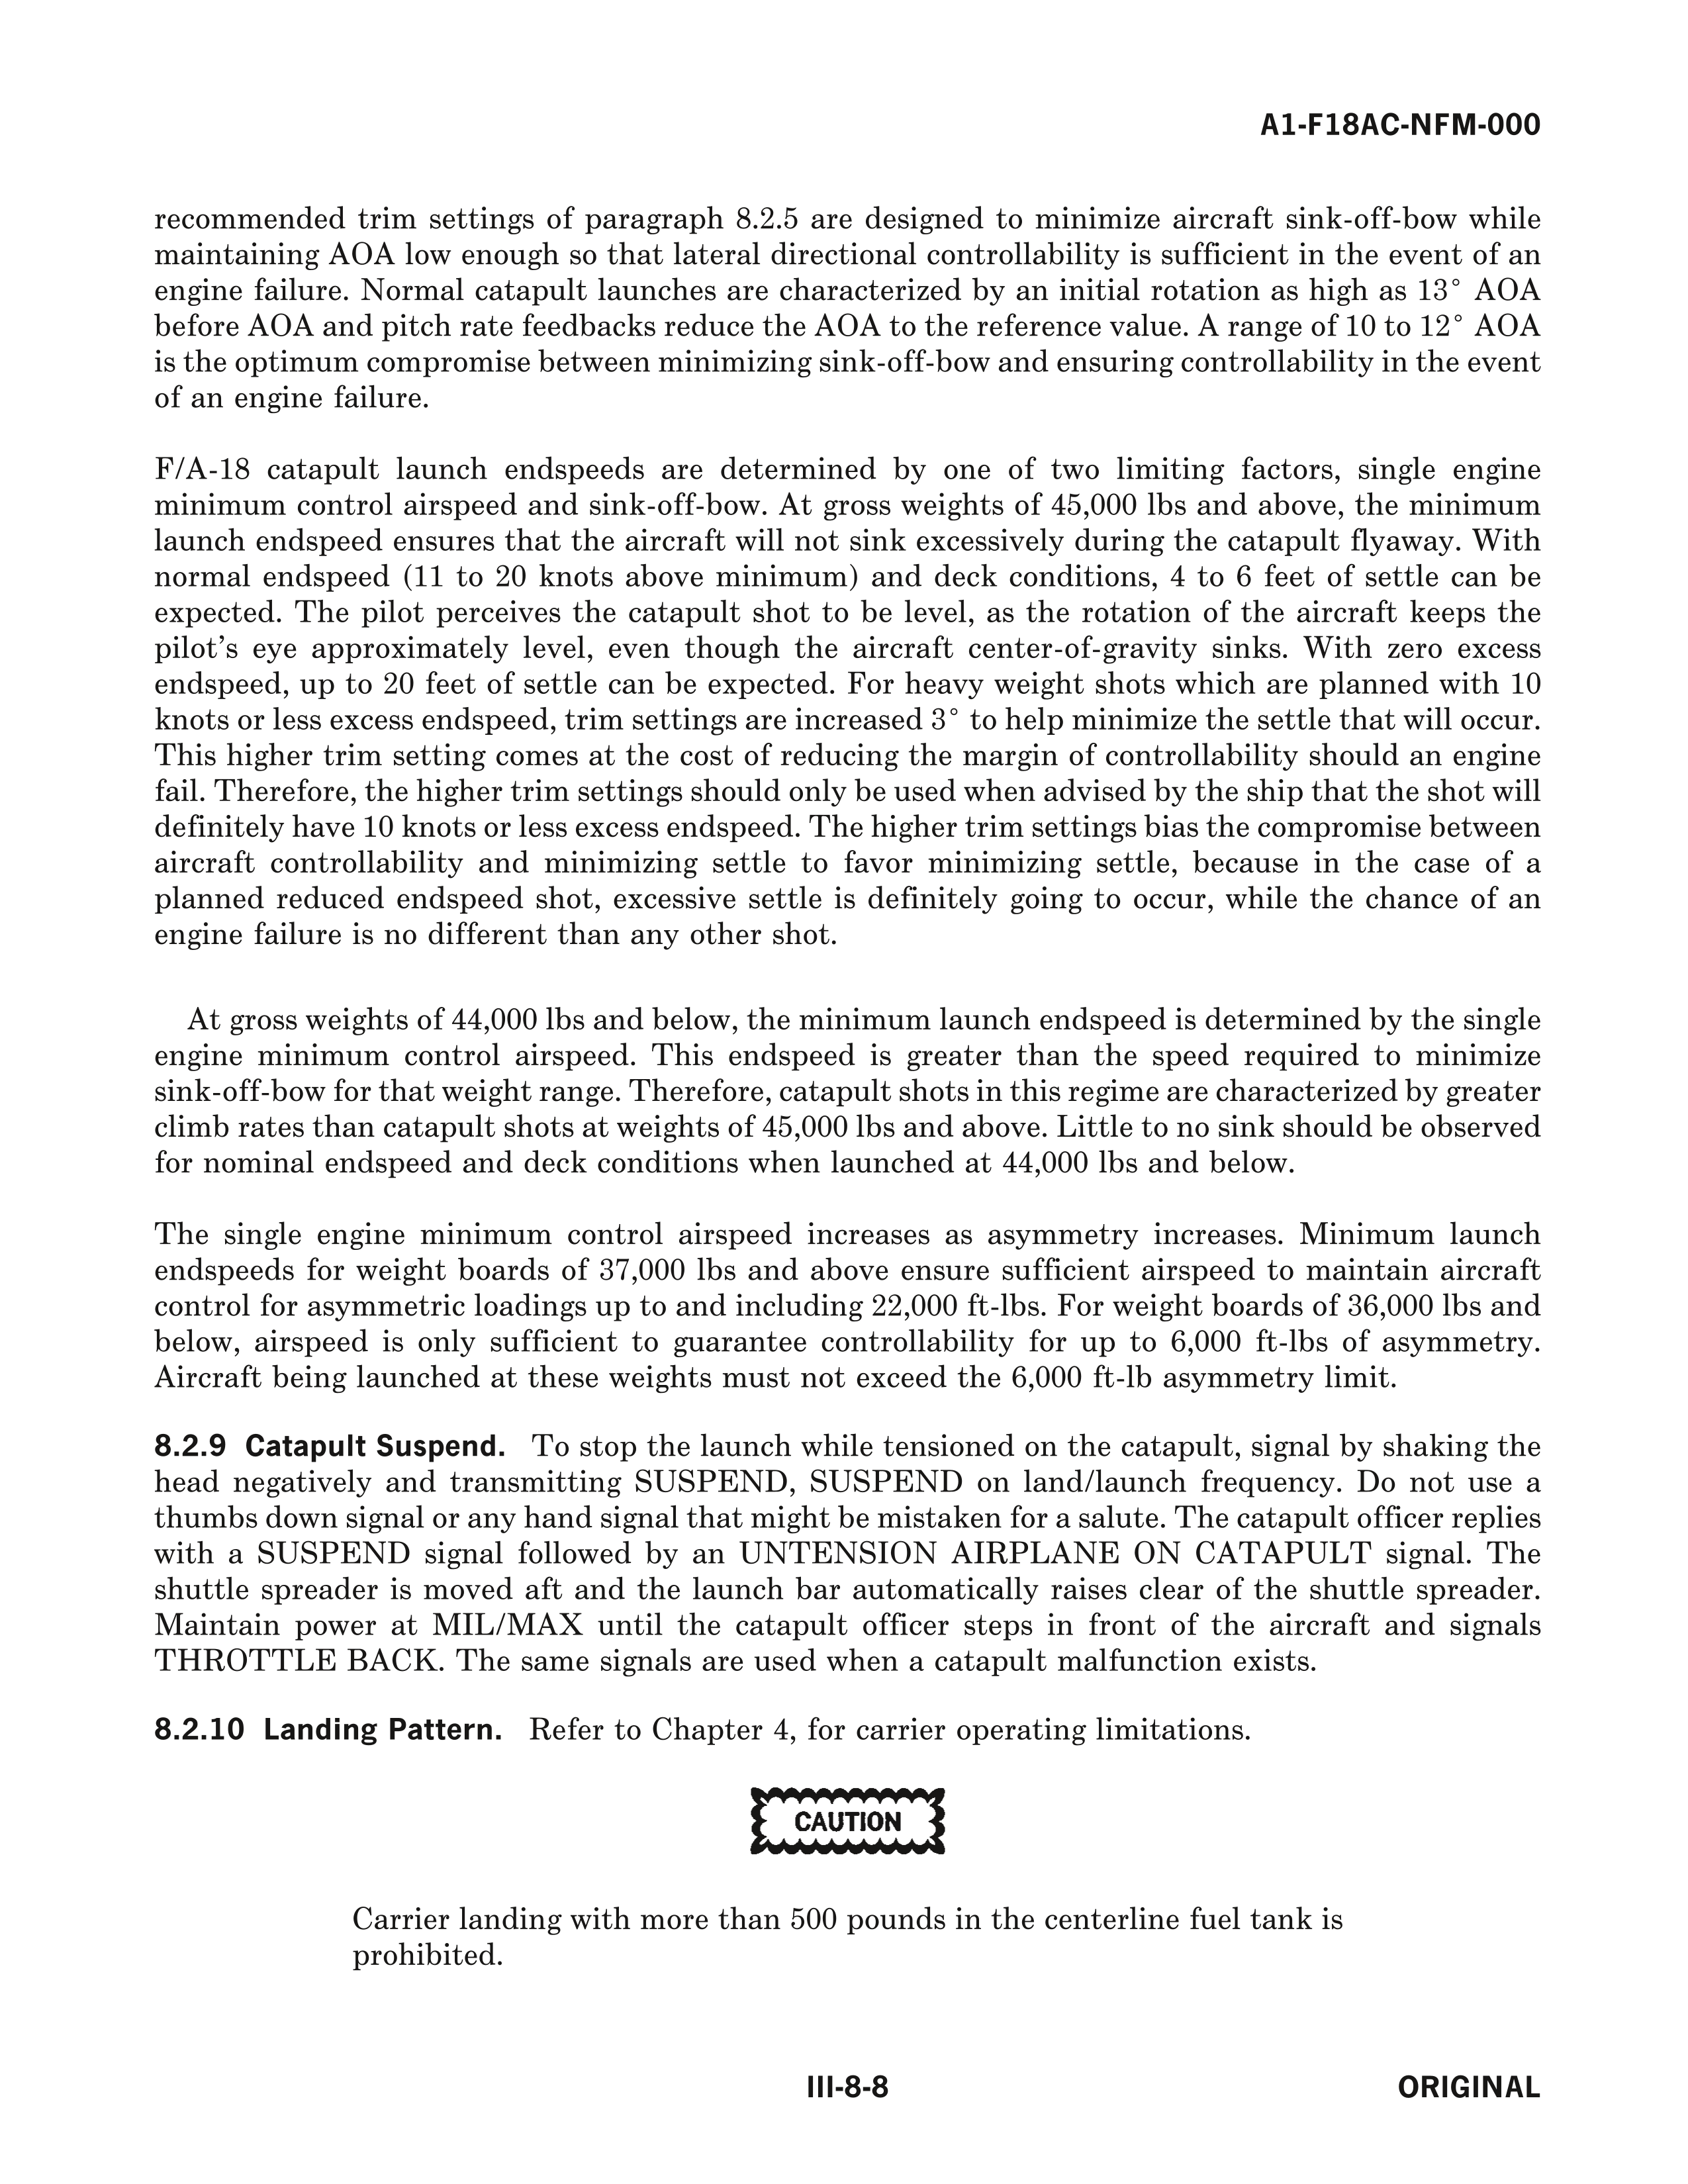 A1-F18AC-NFM-000
recommended trim settings of paragraph 8.2.5 are designed to minimize aircraft sink-off-bow while
maintaining AOA low enough so that lateral directional controllability is sufficient in the event of an
engine failure. Normal catapult launches are characterized by an initial rotation as high as 13° AOA
before AOA and pitch rate feedbacks reduce the AOA to the reference value. A range of 10 to 12° AOA
is the optimum compromise between minimizing sink-off-bow and ensuring controllability in the event
of an engine failure.
F/A-18 catapult launch endspeeds are determined by one of two limiting factors, single engine
minimum control airspeed and sink-off-bow. At gross weights of 45,000 lbs and above, the minimum
launch endspeed ensures that the aircraft will not sink excessively during the catapult flyaway. With
normal endspeed (11 to 20 knots above minimum) and deck conditions, 4 to 6 feet of settle can be
expected. The pilot perceives the catapult shot to be level, as the rotation of the aircraft keeps the
pilot's eye approximately level, even though the aircraft center-of-gravity sinks. With zero excess
endspeed, up to 20 feet of settle can be expected. For heavy weight shots which are planned with 10
knots or less excess endspeed, trim settings are increased 3° to help minimize the settle that will occur.
This higher trim setting comes at the cost of reducing the margin of controllability should an engine
fail. Therefore, the higher trim settings should only be used when advised by the ship that the shot will
definitely have 10 knots or less excess endspeed. The higher trim settings bias the compromise between
aircraft controllability and minimizing settle to favor minimizing settle, because in the case of a
planned reduced endspeed shot, excessive settle is definitely going to occur, while the chance of an
engine failure is no different than any other shot.
At gross weights of 44,000 lbs and below, the minimum launch endspeed is determined by the single
engine minimum control airspeed. This endspeed is greater than the speed required to minimize
sink-off-bow for that weight range. Therefore, catapult shots in this regime are characterized by greater
climb rates than catapult shots at weights of 45,000 lbs and above. Little to no sink should be observed
for nominal endspeed and deck conditions when launched at 44,000 lbs and below.
The single engine minimum control airspeed increases as asymmetry increases. Minimum launch
endspeeds for weight boards of 37,000 lbs and above ensure sufficient airspeed to maintain aircraft
control for asymmetric loadings up to and including 22,000 ft-lbs. For weight boards of 36,000 lbs and
below, airspeed is only sufficient to guarantee controllability for up to 6,000 ft-lbs of asymmetry.
Aircraft being launched at these weights must not exceed the 6,000 ft-lb asymmetry limit.
8.2.9 Catapult Suspend. To stop the launch while tensioned on the catapult, signal by shaking the
head negatively and transmitting SUSPEND, SUSPEND on land/launch frequency. Do not use a
thumbs down signal or any hand signal that might be mistaken for a salute. The catapult officer replies
with a SUSPEND signal followed by an UNTENSION AIRPLANE ON CATAPULT signal. The
shuttle spreader is moved aft and the launch bar automatically raises clear of the shuttle spreader.
Maintain power at MIL/MAX until the catapult officer steps in front of the aircraft and signals
THROTTLE BACK. The same signals are used when a catapult malfunction exists.
8.2.10 Landing Pattern. Refer to Chapter 4, for carrier operating limitations.
CAUTION
Carrier landing with more than 500 pounds in the centerline fuel tank is
prohibited.
III-8-8
ORIGINAL